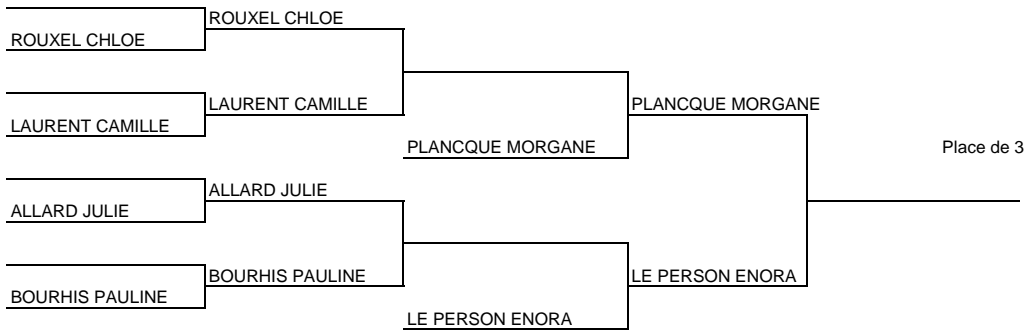 ROUXEL CHLOE
ROUXEL CHLOE
LAURENT CAMILLE
PLANCQUE MORGANE
LAURENT CAMILLE
PLANCQUE MORGANE
Place de 3
ALLARD JULIE
ALLARD JULIE
BOURHIS PAULINE
LE PERSON ENORA
BOURHIS PAULINE
LE PERSON ENORA